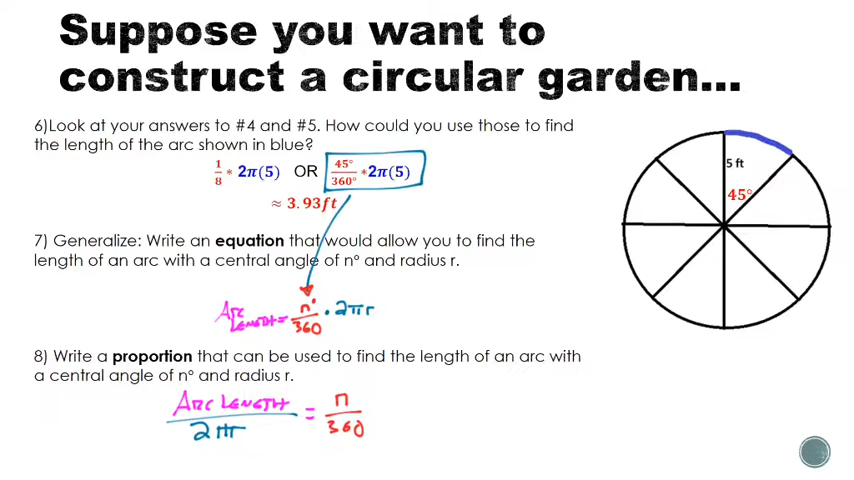 Suppose you want to
construct a circular garden...
6)Look at your answers to #4 and #5. How could you use those to find
the length of the arc shown in blue?
1/8 * 2π(5) OR 45°/360° *2π(5)
≈ 3.93ft
5 ft
45°
7) Generalize: Write an equation that would allow you to find the
length of an arc with a central angle of n° and radius r.
ARC LENGTH = n°/360 · 2πr
8) Write a proportion that can be used to find the length of an arc with
a central angle of n° and radius r.
ARC LENGTH/2πr = n/360